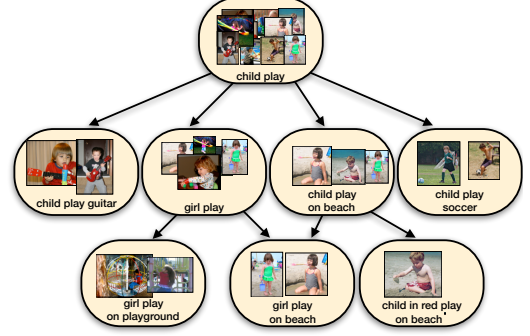 child play
child play guitar
girl play
child play
on beach
child play
soccer
girl play
on playground
girl play
on beach
child in red play
on beach